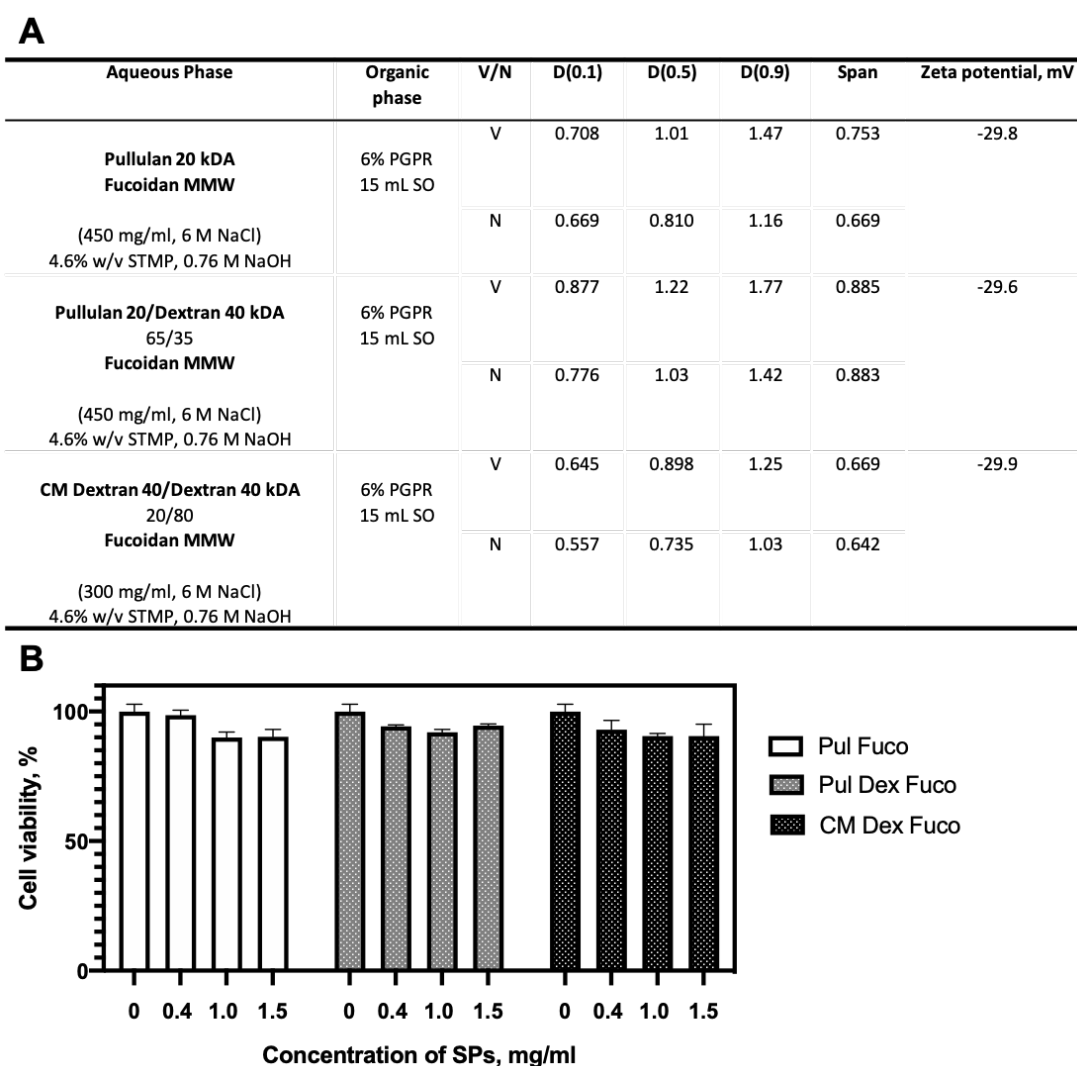 A
Aqueous Phase Organic phase V/N D(0.1) D(0.5) D(0.9) Span Zeta potential, mV
Pullulan 20 kDA
Fucoidan MMW
(450 mg/ml, 6 M NaCl)
4.6% w/v STMP, 0.76 M NaOH
6% PGPR
15 mL SO
V 0.708 1.01 1.47 0.753 -29.8
N 0.669 0.810 1.16 0.669
Pullulan 20/Dextran 40 kDA
65/35
Fucoidan MMW
(450 mg/ml, 6 M NaCl)
4.6% w/v STMP, 0.76 M NaOH
6% PGPR
15 mL SO
V 0.877 1.22 1.77 0.885 -29.6
N 0.776 1.03 1.42 0.883
CM Dextran 40/Dextran 40 kDA
20/80
Fucoidan MMW
(300 mg/ml, 6 M NaCl)
4.6% w/v STMP, 0.76 M NaOH
6% PGPR
15 mL SO
V 0.645 0.898 1.25 0.669 -29.9
N 0.557 0.735 1.03 0.642
B
Cell viability, %
100
50
0
0 0.4 1.0 1.5 0 0.4 1.0 1.5 0 0.4 1.0 1.5
Concentration of SPs, mg/ml
Pul Fuco
Pul Dex Fuco
CM Dex Fuco